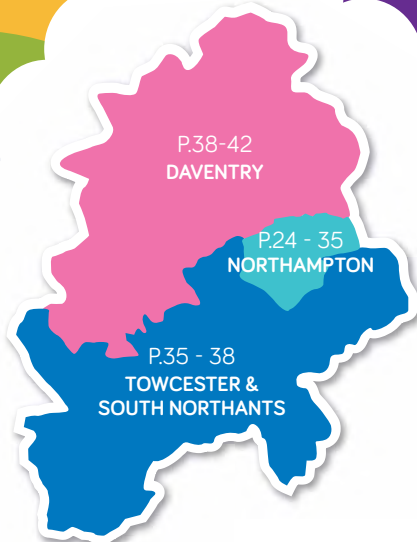 P.38-42
DAVENTRY
P.24 - 35
NORTHAMPTON
P.35 - 38
TOWCESTER &
SOUTH NORTHANTS